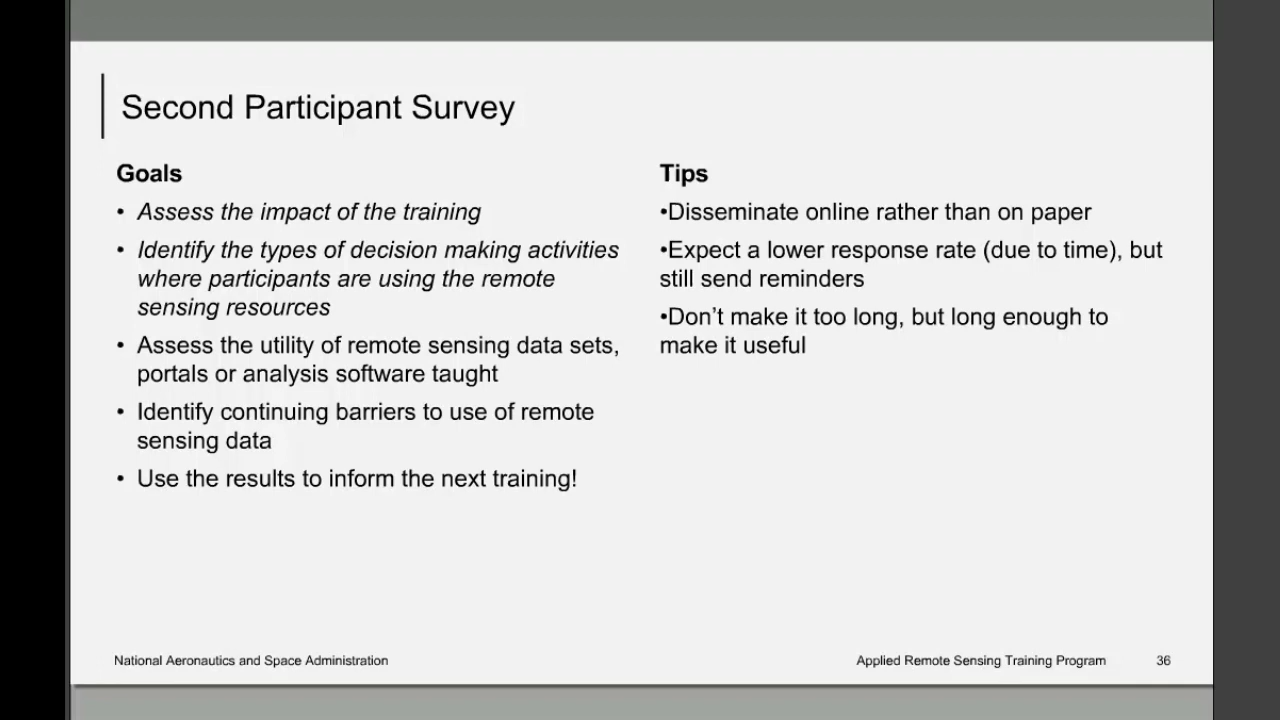 Second Participant Survey
Goals
• Assess the impact of the training
• Identify the types of decision making activities
where participants are using the remote
sensing resources
• Assess the utility of remote sensing data sets,
portals or analysis software taught
• Identify continuing barriers to use of remote
sensing data
• Use the results to inform the next training!
Tips
•Disseminate online rather than on paper
•Expect a lower response rate (due to time), but
still send reminders
•Don’t make it too long, but long enough to
make it useful
National Aeronautics and Space Administration
Applied Remote Sensing Training Program
36